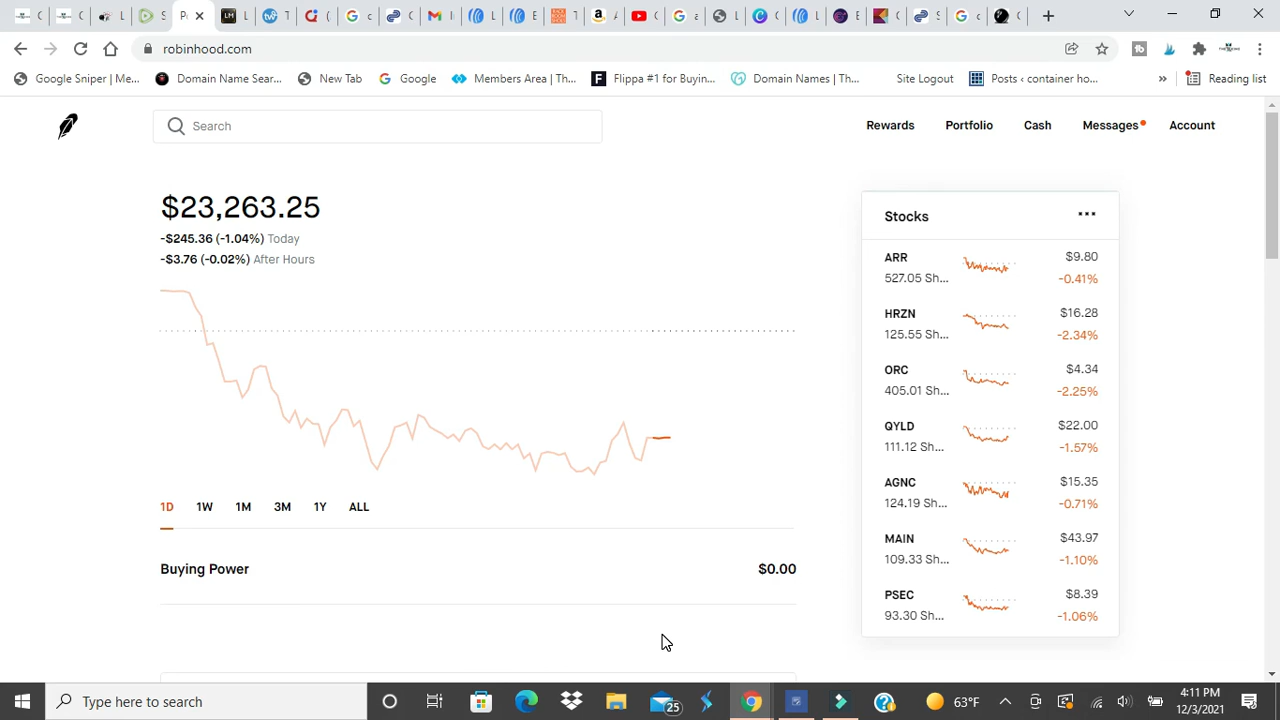 P
LM
L
T
(
c
C
I
L
E
T
A
C
a
L
C
L
E
C
S
c
C
robinhood.com
Google Sniper | Me...
Domain Name Sear...
New Tab
Google
Members Area | Th...
Flippa #1 for Buyin...
Domain Names | Th...
Site Logout
Posts ‹ container ho...
»
Reading list
Search
Rewards
Portfolio
Cash
Messages
Account
$23,263.25
-$245.36 (-1.04%) Today
-$3.76 (-0.02%) After Hours
1D
1W
1M
3M
1Y
ALL
Buying Power
$0.00
Stocks
ARR
$9.80
527.05 Sh...
-0.41%
HRZN
$16.28
125.55 Sh...
-2.34%
ORC
$4.34
405.01 Sh...
-2.25%
QYLD
$22.00
111.12 Sh...
-1.57%
AGNC
$15.35
124.19 Sh...
-0.71%
MAIN
$43.97
109.33 Sh...
-1.10%
PSEC
$8.39
93.30 Sh...
-1.06%
Type here to search
25
63°F
4:11 PM
12/3/2021